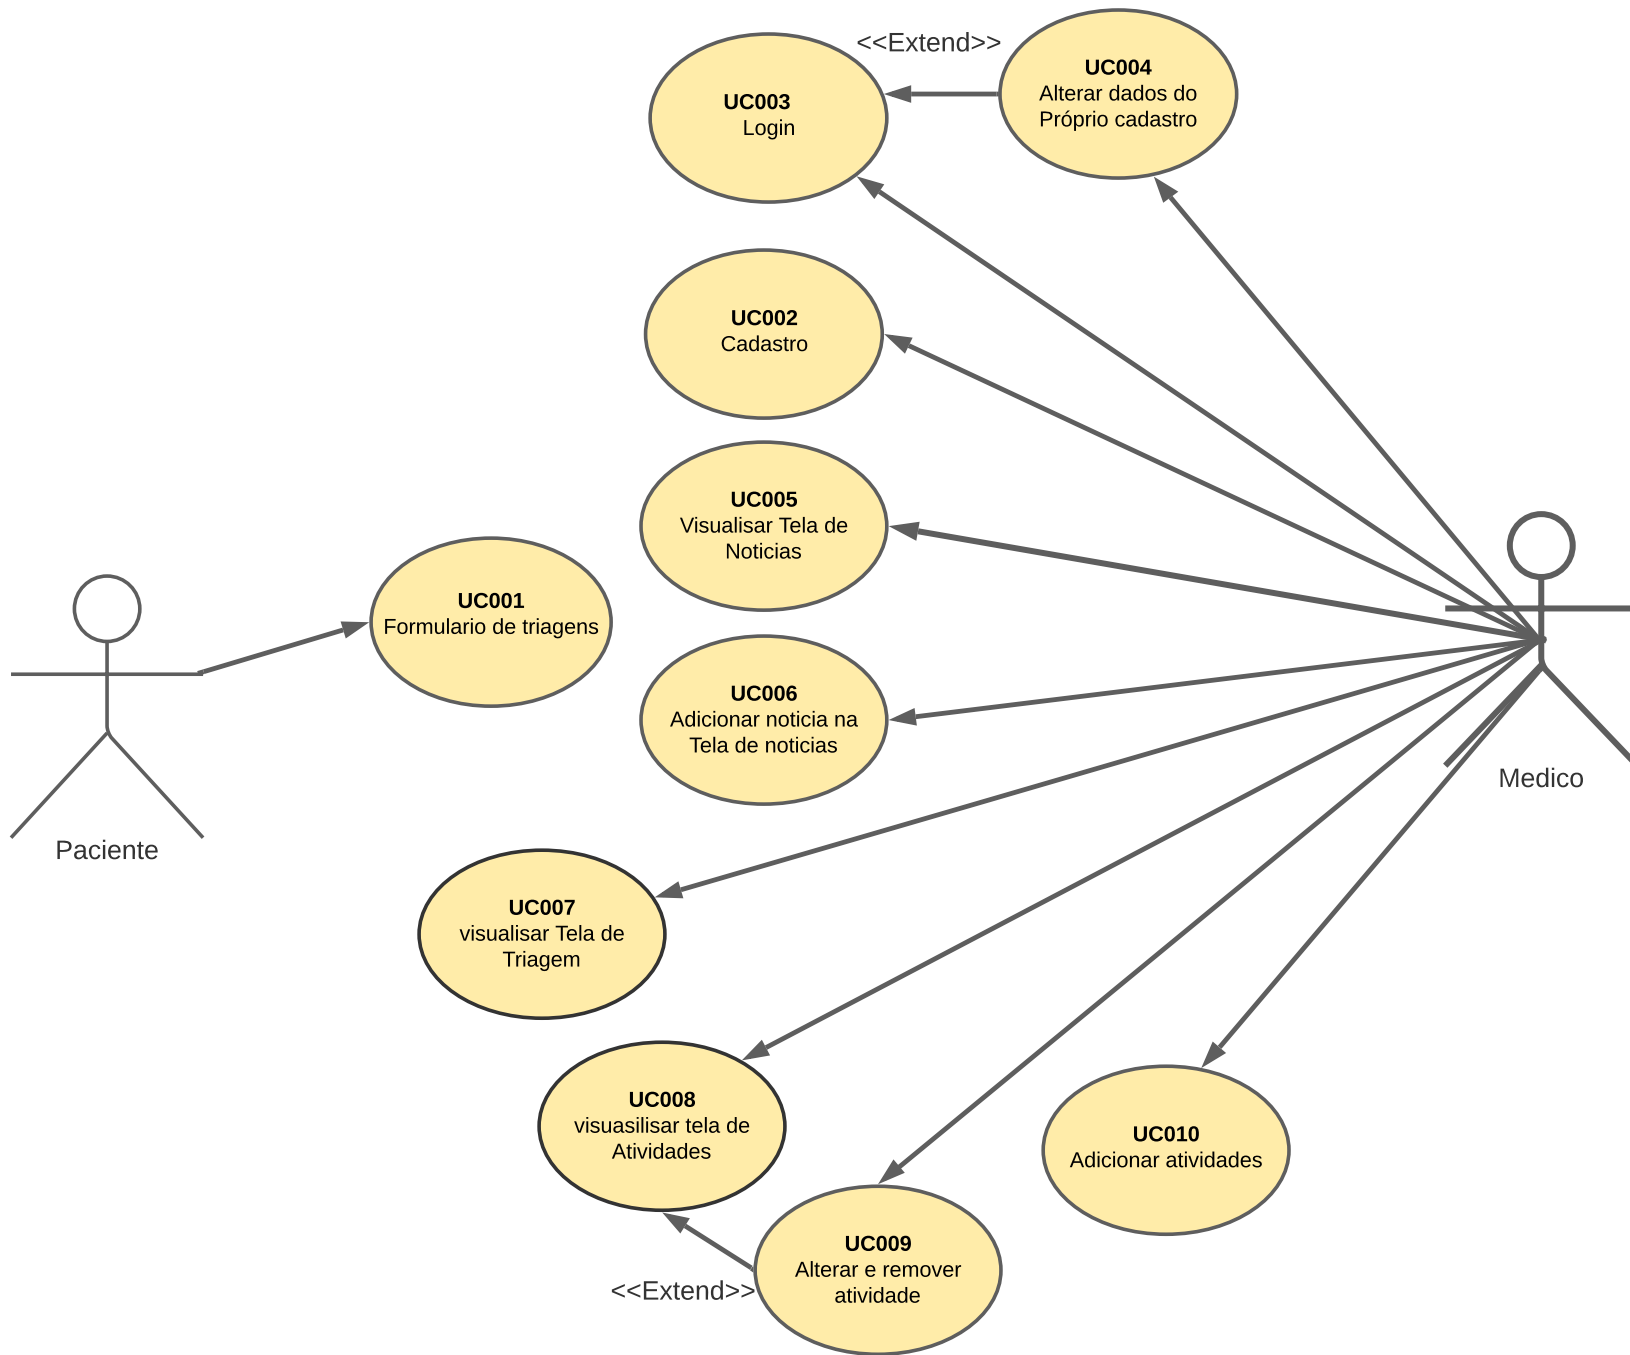 <<Extend>>
UC004
Alterar dados do
Próprio cadastro
UC003
Login
UC002
Cadastro
UC005
Visualisar Tela de
Noticias
UC001
Formulario de triagens
UC006
Adicionar noticia na
Tela de noticias
Medico
Paciente
UC007
visualisar Tela de
Triagem
UC008
visuasilisar tela de
Atividades
UC010
Adicionar atividades
UC009
Alterar e remover
atividade
<<Extend>>